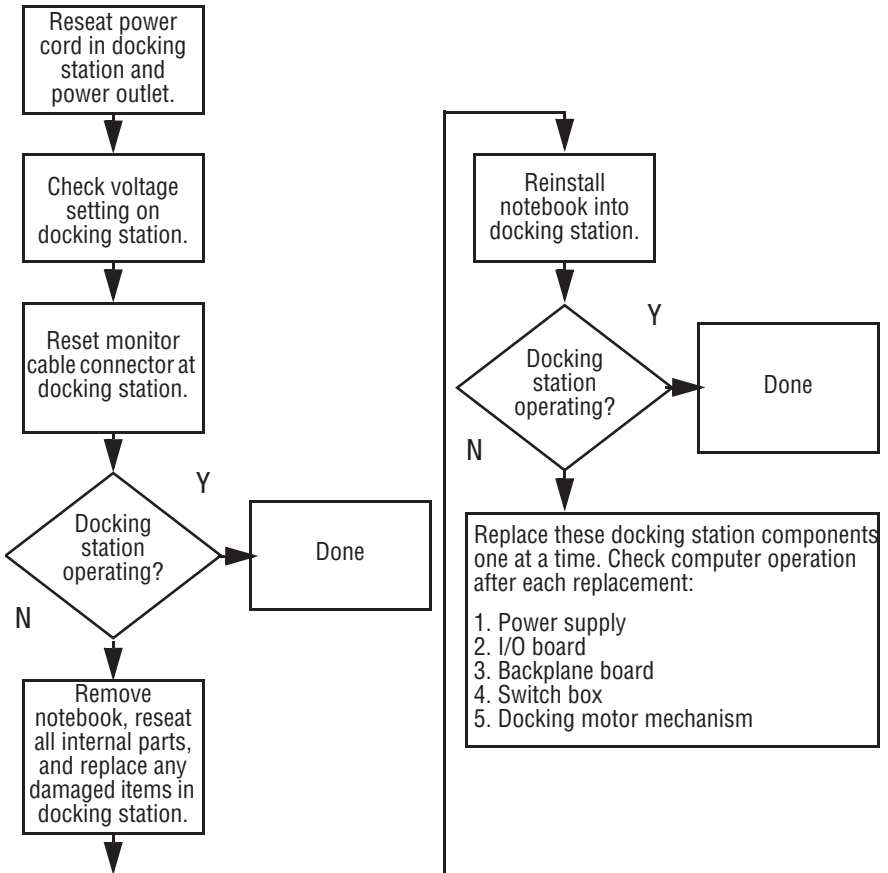 Reseat power
cord in docking
station and
power outlet.
Check voltage
setting on
docking station.
Reset monitor
cable connector at
docking station.
Docking
station
operating?
Y
Done
N
Remove
notebook, reseat
all internal parts,
and replace any
damaged items in
docking station.
Reinstall
notebook into
docking station.
Docking
station
operating?
Y
Done
N
Replace these docking station components
one at a time. Check computer operation
after each replacement:
1. Power supply
2. I/O board
3. Backplane board
4. Switch box
5. Docking motor mechanism